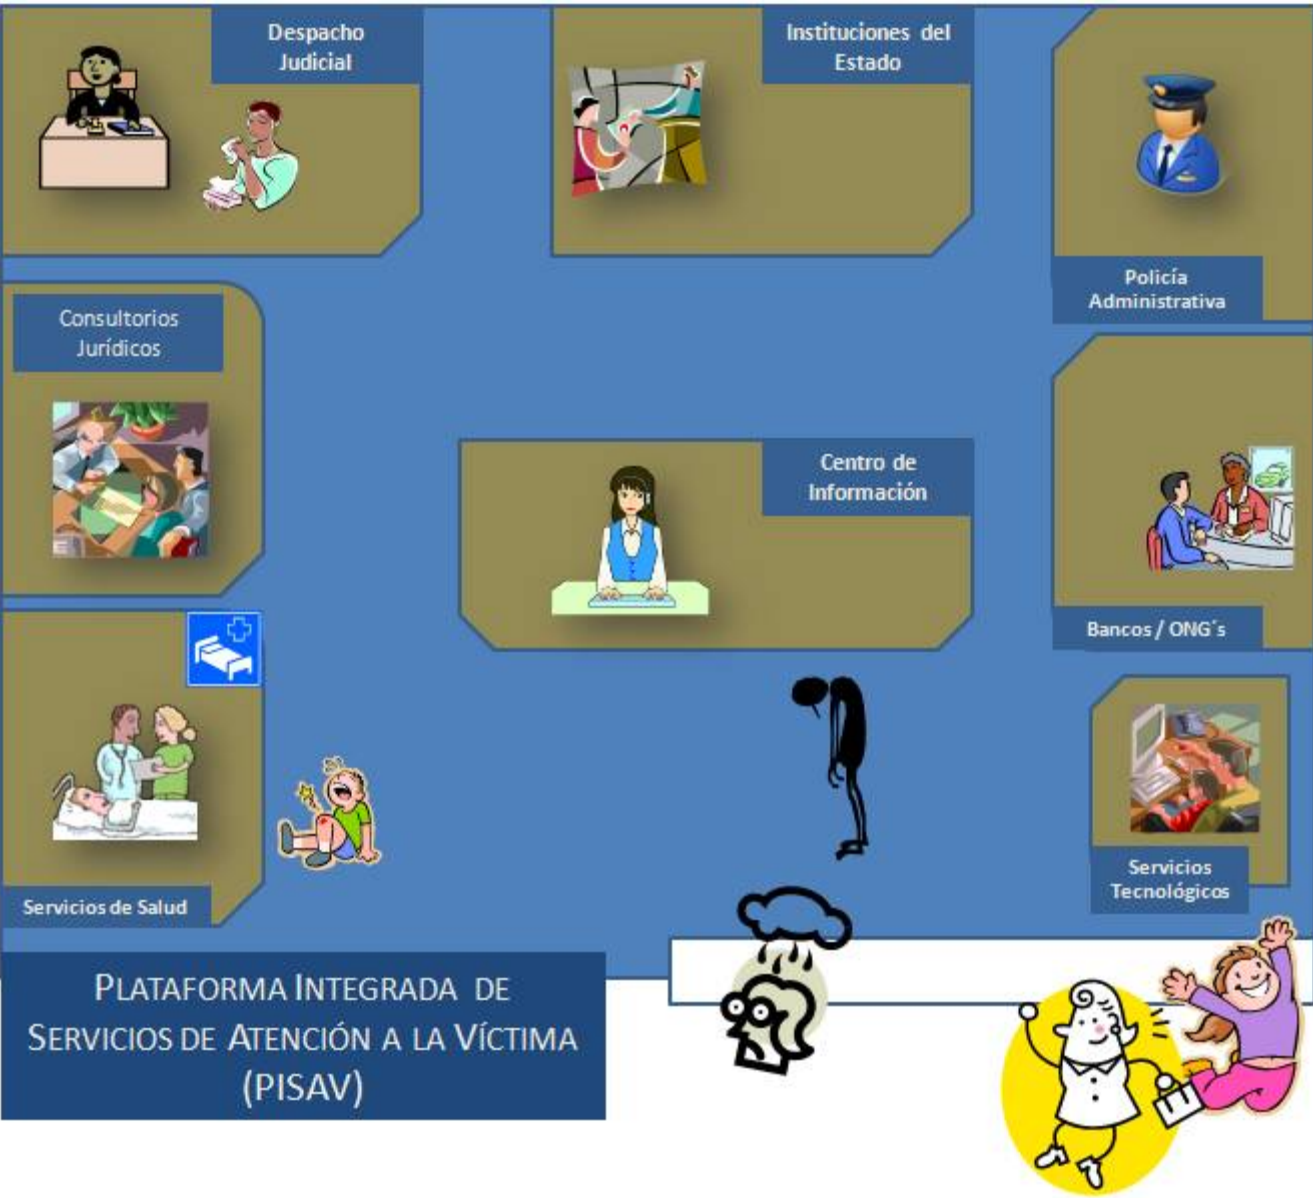 Despacho
Judicial
Instituciones del
Estado
Policía
Administrativa
Consultorios
Jurídicos
Centro de
Información
Bancos / ONG´s
Servicios de Salud
Servicios
Tecnológicos
PLATAFORMA INTEGRADA DE
SERVICIOS DE ATENCIÓN A LA VÍCTIMA
(PISAV)